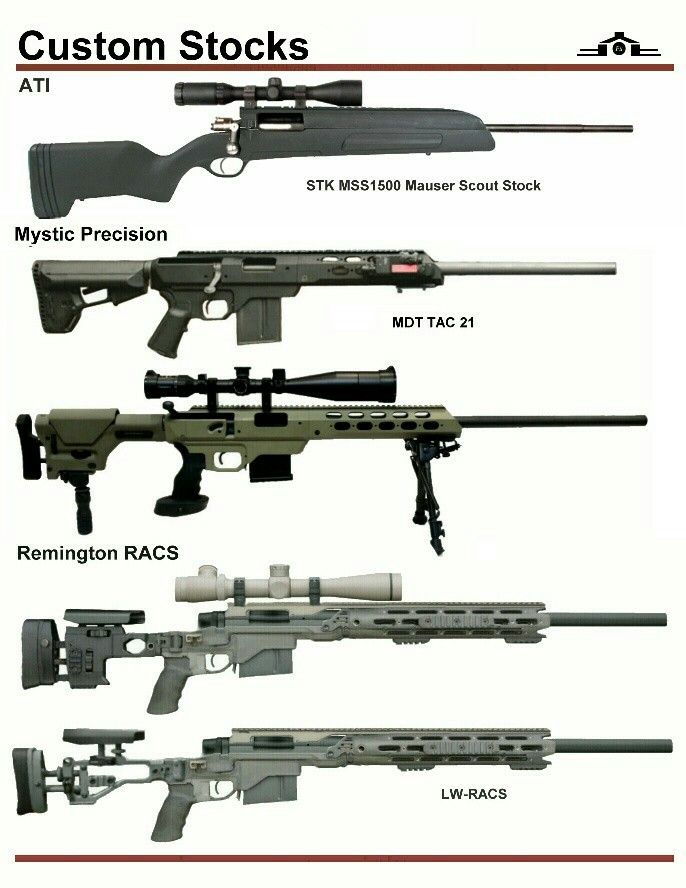 Custom Stocks
ATI
STK MSS1500 Mauser Scout Stock
Mystic Precision
MDT TAC 21
Remington RACS
LW-RACS